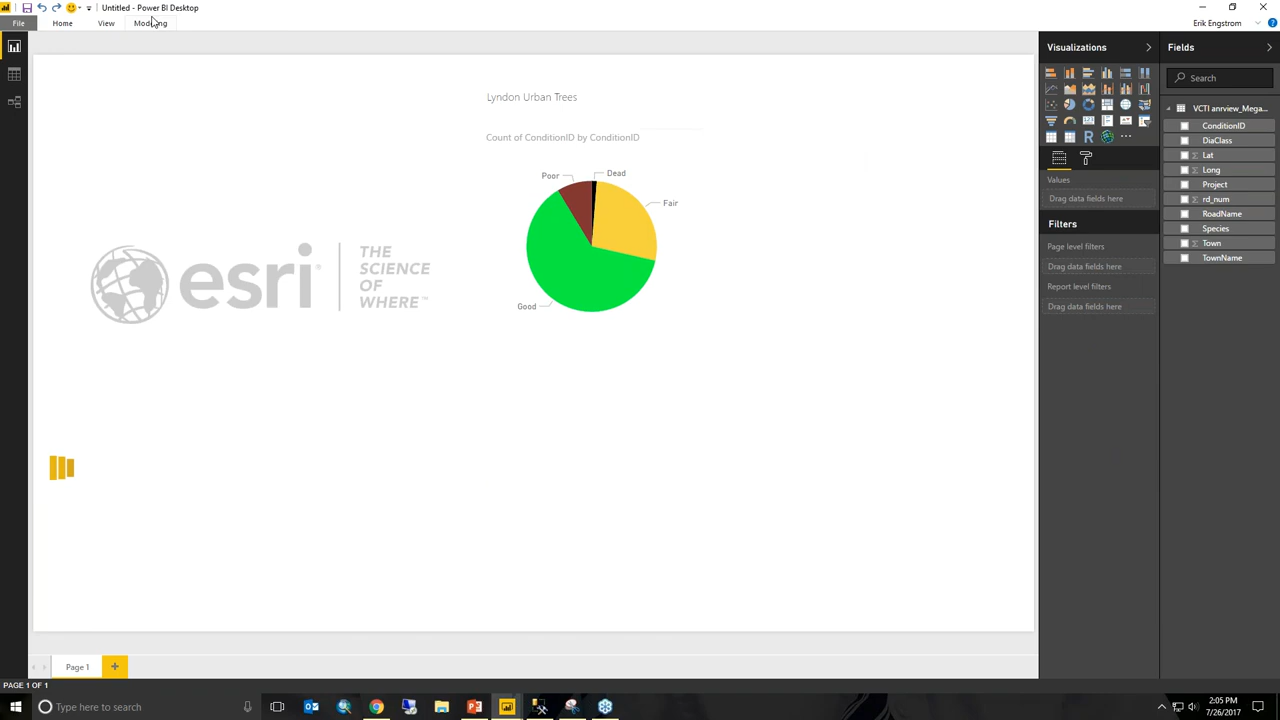 Untitled - Power BI Desktop
File Home View Modeling
Erik Engstrom
Visualizations
Fields
Search
Lyndon Urban Trees
VCTI anrview_Mega...
Count of ConditionID by ConditionID
ConditionID
DiaClass
Lat
Long
Project
rd_num
RoadName
Species
Town
TownName
Values
Drag data fields here
Filters
Page level filters
Drag data fields here
Report level filters
Drag data fields here
Poor
Dead
Fair
Good
esri
THE
SCIENCE
OF
WHERE™
Page 1
PAGE 1 OF 1
Type here to search
2:05 PM
7/26/2017